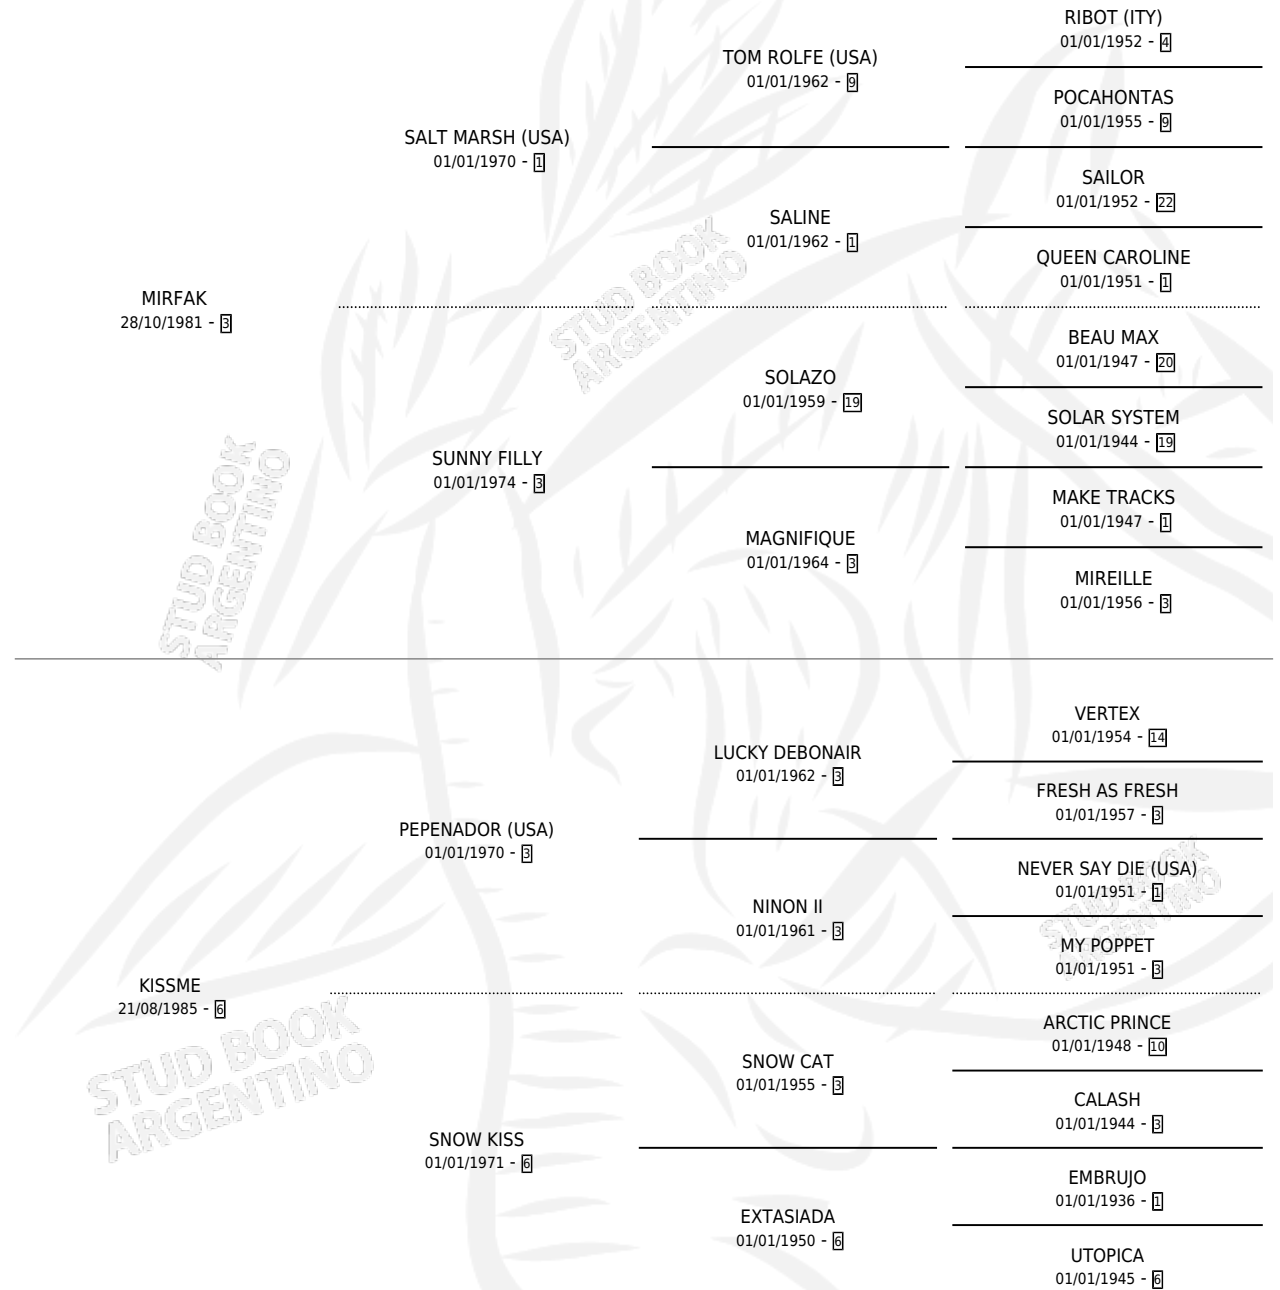 RIBOT (ITY)
01/01/1952 - 4
TOM ROLFE (USA)
01/01/1962 - 9
POCAHONTAS
01/01/1955 - 9
SALT MARSH (USA)
01/01/1970 - 1
SAILOR
01/01/1952 - 22
SALINE
01/01/1962 - 1
QUEEN CAROLINE
01/01/1951 - 1
MIRFAK
28/10/1981 - 3
BEAU MAX
01/01/1947 - 20
SOLAZO
01/01/1959 - 19
SOLAR SYSTEM
01/01/1944 - 19
SUNNY FILLY
01/01/1974 - 3
MAKE TRACKS
01/01/1947 - 1
MAGNIFIQUE
01/01/1964 - 3
MIREILLE
01/01/1956 - 3
STUD BOOK
ARGENTINO
STUD BOOK
ARGENTINO
VERTEX
01/01/1954 - 14
LUCKY DEBONAIR
01/01/1962 - 3
FRESH AS FRESH
01/01/1957 - 3
PEPENADOR (USA)
01/01/1970 - 3
NEVER SAY DIE (USA)
01/01/1951 - 1
NINON II
01/01/1961 - 3
MY POPPET
01/01/1951 - 3
STUD BOOK
ARGENTINO
KISSME
21/08/1985 - 6
ARCTIC PRINCE
01/01/1948 - 10
SNOW CAT
01/01/1955 - 3
CALASH
01/01/1944 - 3
SNOW KISS
01/01/1971 - 6
EMBRUJO
01/01/1936 - 1
EXTASIADA
01/01/1950 - 6
UTOPICA
01/01/1945 - 6
STUD BOOK
ARGENTINO